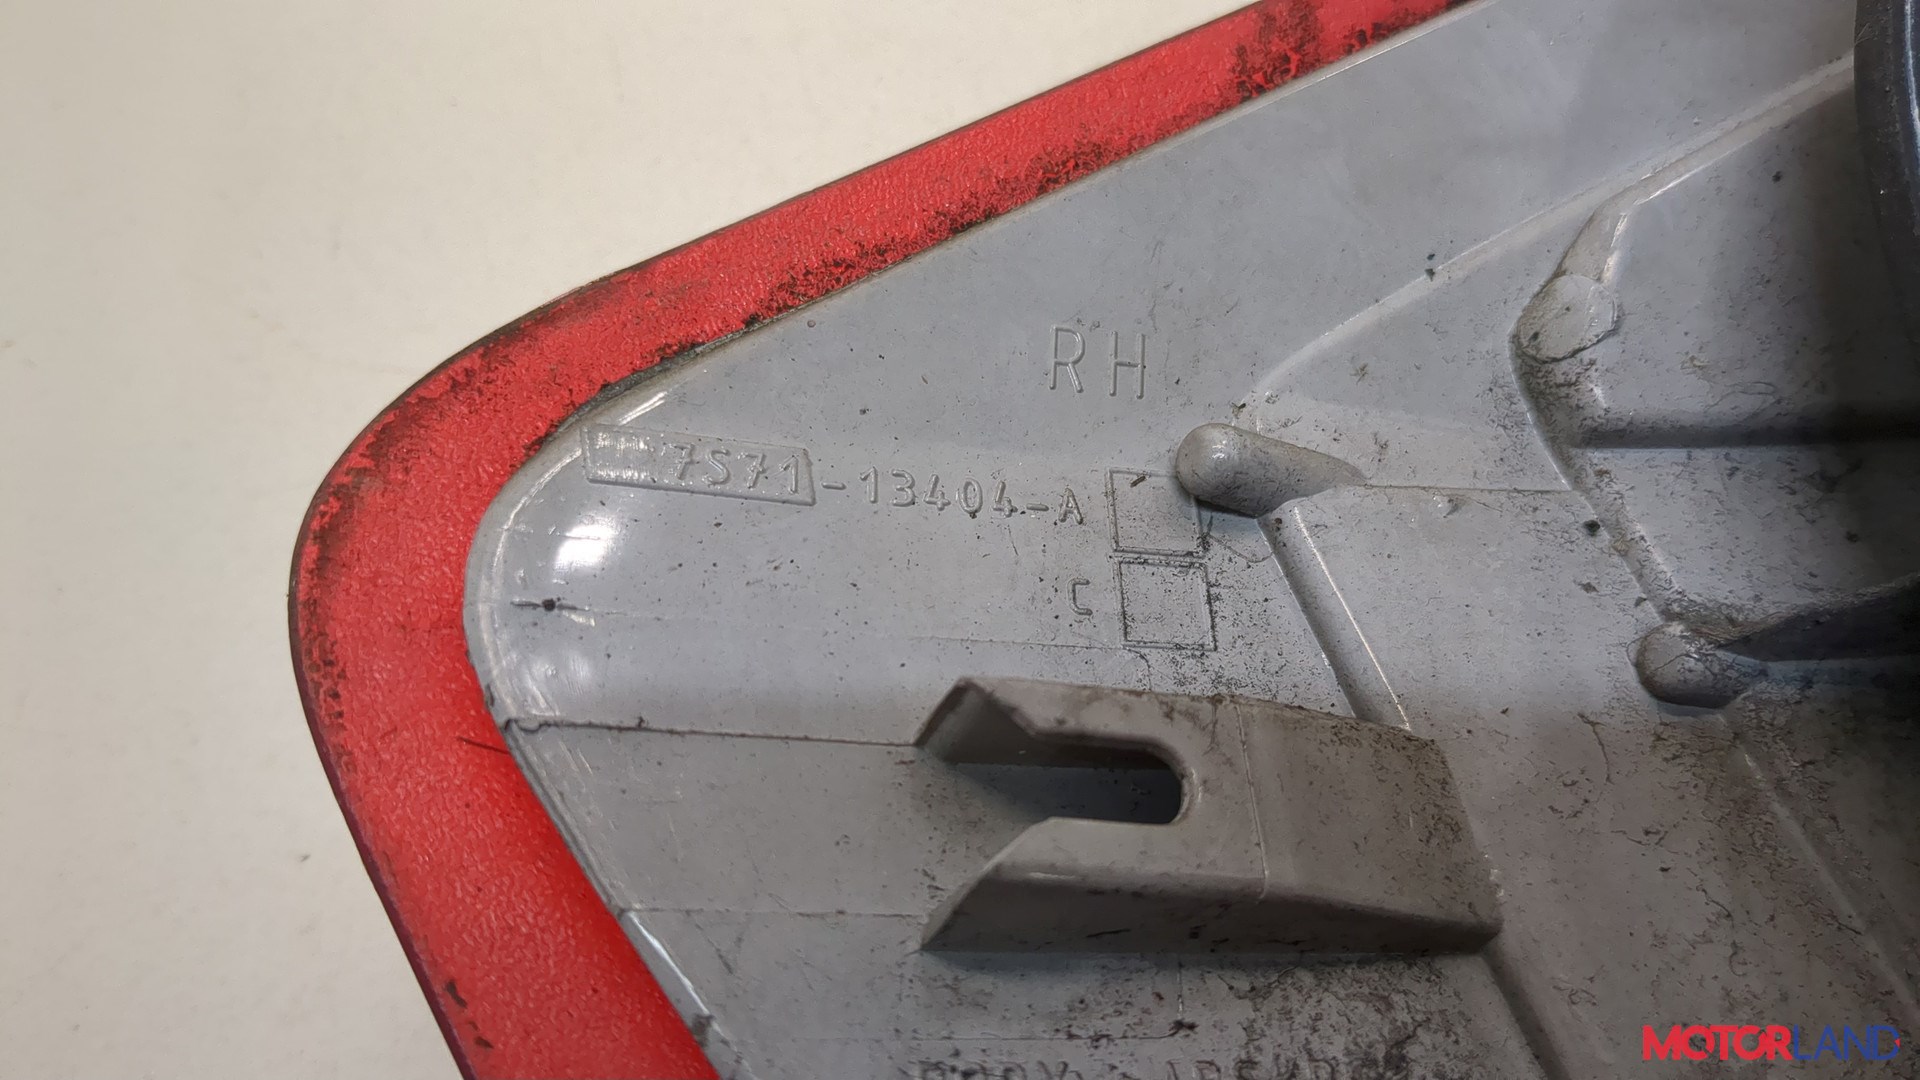 RH
7S71-13404-A
C
MOTORLAND